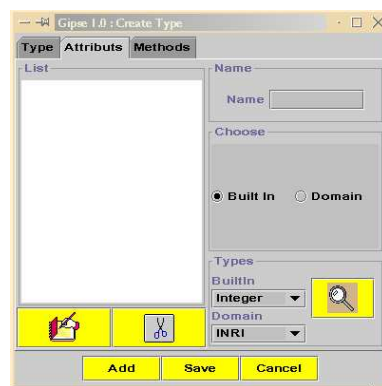 Gipse 1.0 : Create Type
Type Attributs Methods
List
Name
Name
Choose
Built In Domain
Types
BuiltIn
Integer
Domain
INRI
Add Save Cancel